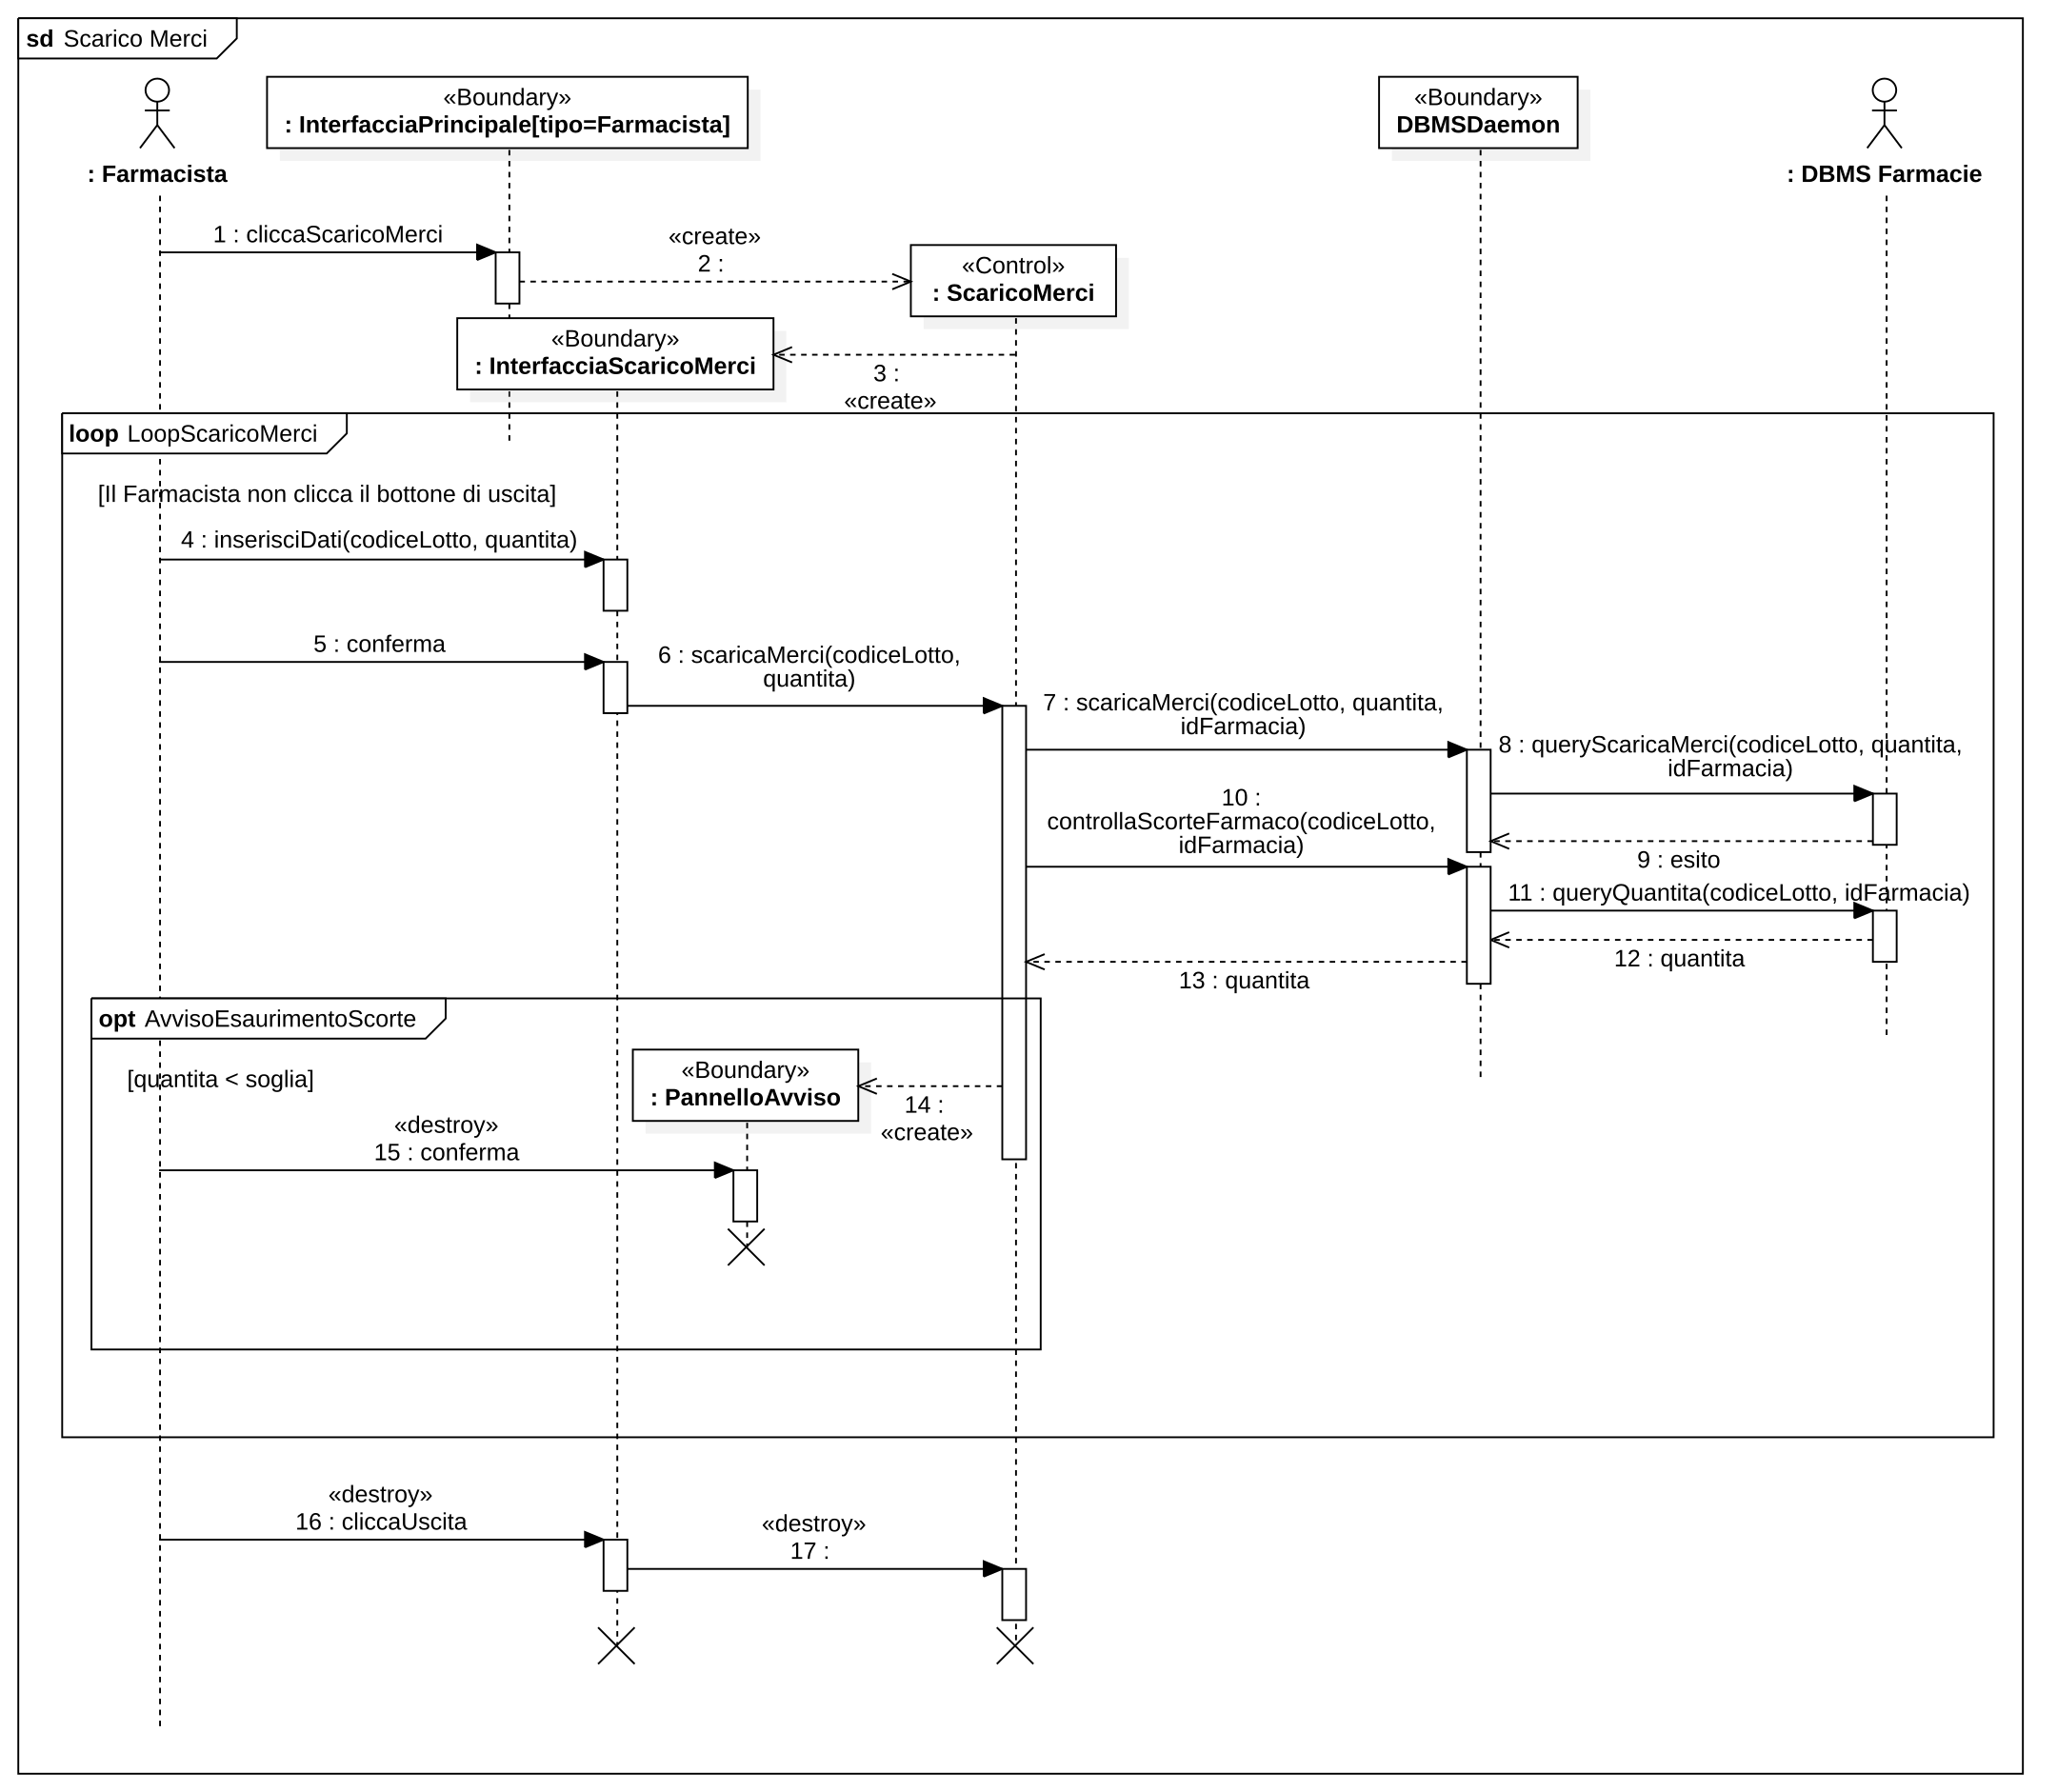 sd Scarico Merci
«Boundary»
: InterfacciaPrincipale[tipo=Farmacista]
«Boundary»
DBMSDaemon
: Farmacista
: DBMS Farmacie
1 : cliccaScaricoMerci
«create»
2 :
«Control»
: ScaricoMerci
«Boundary»
: InterfacciaScaricoMerci
3 :
«create»
loop LoopScaricoMerci
[Il Farmacista non clicca il bottone di uscita]
4 : inserisciDati(codiceLotto, quantita)
5 : conferma
6 : scaricaMerci(codiceLotto,
quantita)
7 : scaricaMerci(codiceLotto, quantita,
idFarmacia)
8 : queryScaricaMerci(codiceLotto, quantita,
idFarmacia)
9 : esito
10 :
controllaScorteFarmaco(codiceLotto,
idFarmacia)
11 : queryQuantita(codiceLotto, idFarmacia)
12 : quantita
13 : quantita
opt AvvisoEsaurimentoScorte
[quantita < soglia]
«Boundary»
: PannelloAvviso
14 :
«create»
«destroy»
15 : conferma
«destroy»
16 : cliccaUscita
«destroy»
17 :